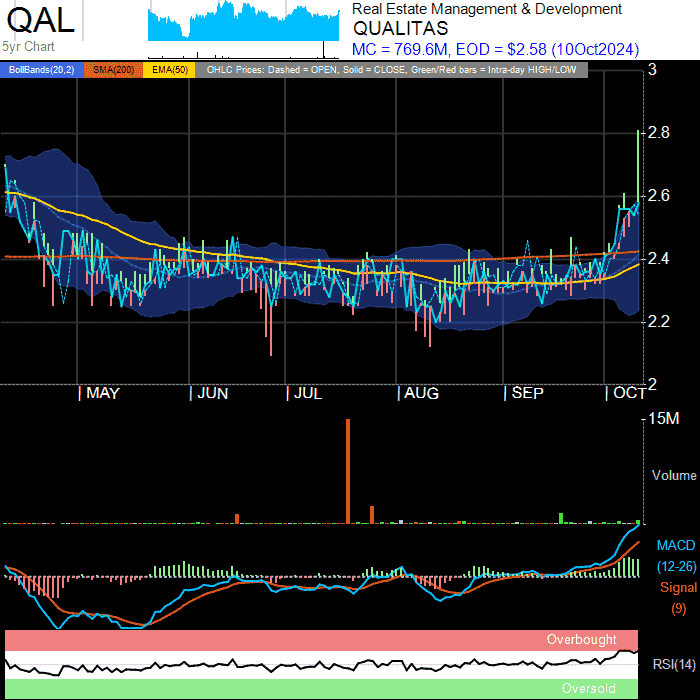 QAL
5yr Chart
Real Estate Management & Development
QUALITAS
MC = 769.6M, EOD = $2.58 (10Oct2024)
BollBands(20,2) SMA(200) EMA(50) OHLC Prices: Dashed = OPEN, Solid = CLOSE, Green/Red bars = Intra-day HIGH/LOW
3
2.8
2.6
2.4
2.2
2
| MAY | JUN | JUL | AUG | SEP | OCT
15M
Volume
MACD
(12-26)
Signal
(9)
Overbought
RSI(14)
Oversold